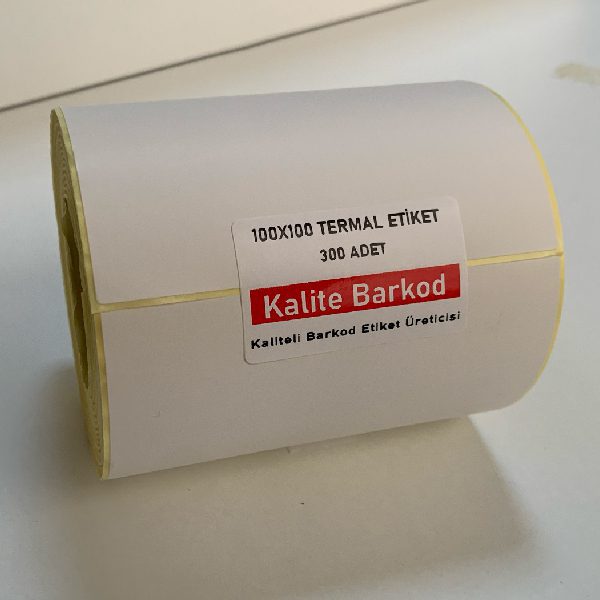 100X100 TERMAL ETİKET
300 ADET
Kalite Barkod
Kaliteli Barkod Etiket Üreticisi